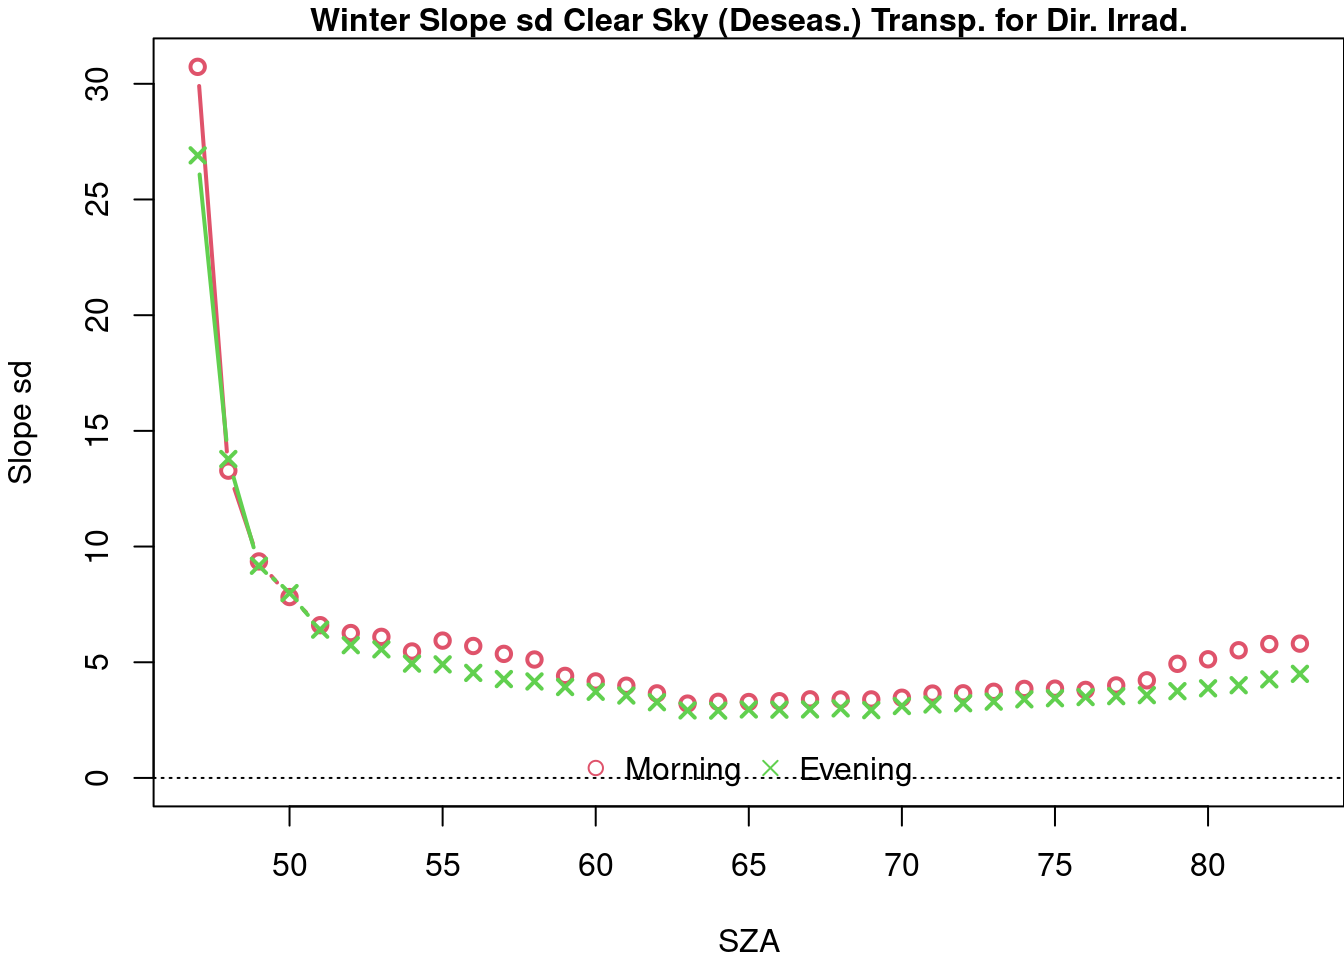 Winter Slope sd Clear Sky (Deseas.) Transp. for Dir. Irrad.
30
25
20
15
10
5
0
Slope sd
Morning Evening
50 55 60 65 70 75 80
SZA